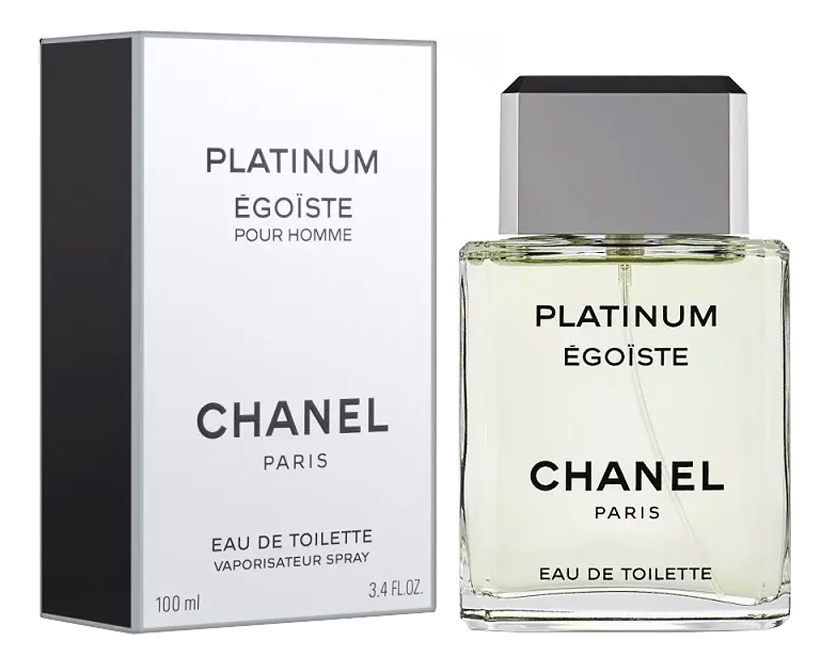 PLATINUM
ÉGOÏSTE
POUR HOMME
CHANEL
PARIS
EAU DE TOILETTE
VAPORISATEUR SPRAY
100 ml
3.4 FL.OZ.
PLATINUM
ÉGOÏSTE
CHANEL
PARIS
EAU DE TOILETTE